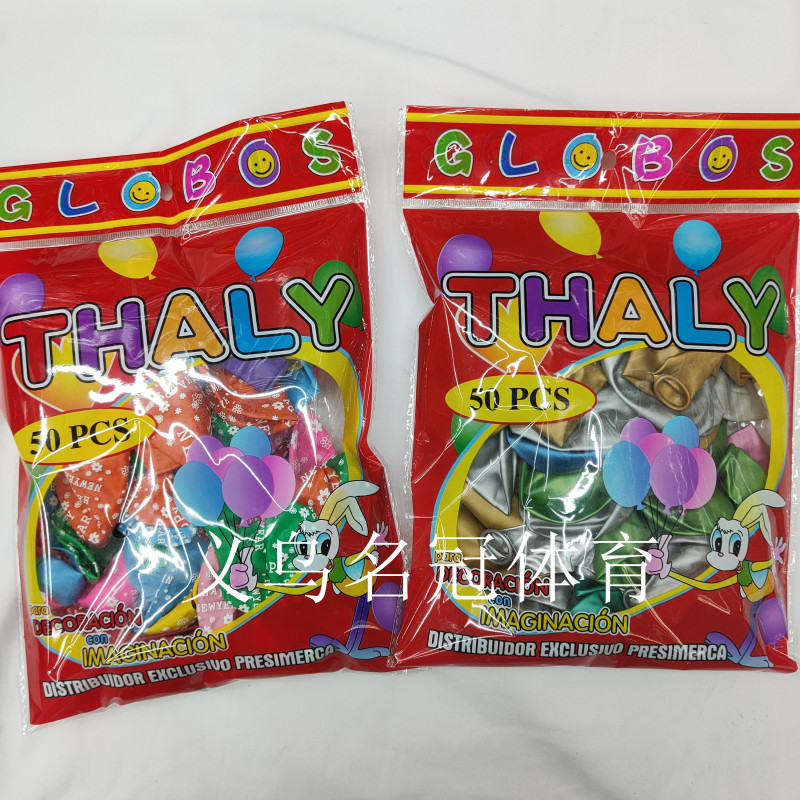 GLOBOS
THALY
50 PCS
para
DECORACIÓN
con
IMAGINACIÓN
DISTRIBUIDOR EXCLUSIVO PRESIMERCA
GLOBOS
THALY
50 PCS
para
DECORACIÓN
con
IMAGINACIÓN
DISTRIBUIDOR EXCLUSIVO PRESIMERCA
义乌名冠体育